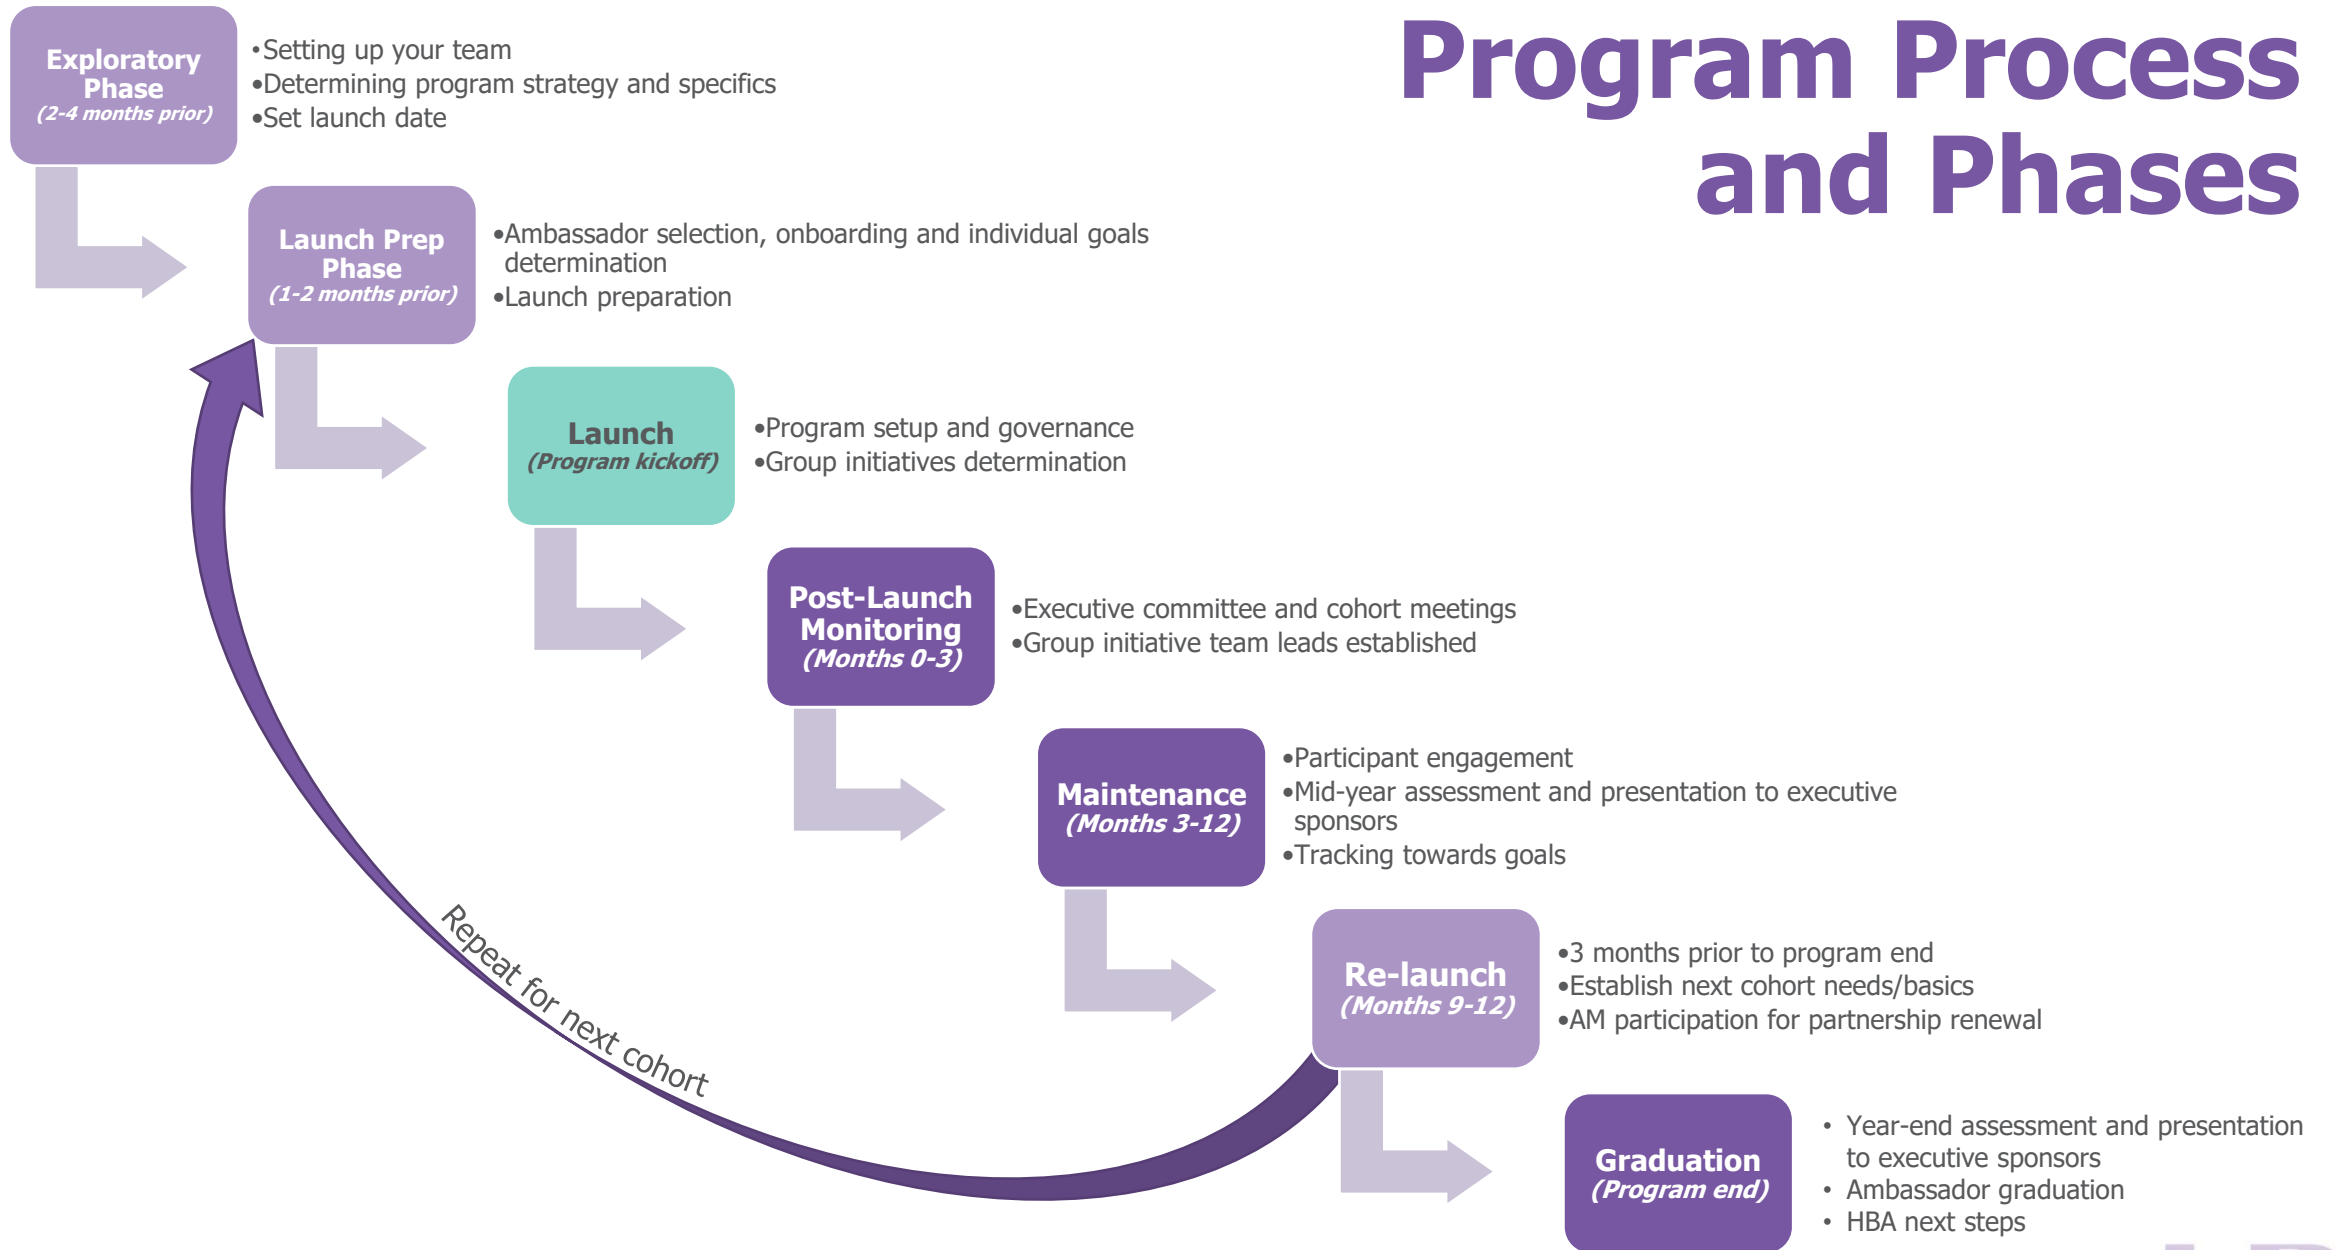 Program Process
and Phases
Exploratory
Phase
(2-4 months prior)
•Setting up your team
•Determining program strategy and specifics
•Set launch date
Launch Prep
Phase
(1-2 months prior)
•Ambassador selection, onboarding and individual goals
determination
•Launch preparation
Launch
(Program kickoff)
•Program setup and governance
•Group initiatives determination
Post-Launch
Monitoring
(Months 0-3)
•Executive committee and cohort meetings
•Group initiative team leads established
Maintenance
(Months 3-12)
•Participant engagement
•Mid-year assessment and presentation to executive
sponsors
•Tracking towards goals
Re-launch
(Months 9-12)
•3 months prior to program end
•Establish next cohort needs/basics
•AM participation for partnership renewal
Repeat for next cohort
Graduation
(Program end)
• Year-end assessment and presentation
to executive sponsors
• Ambassador graduation
• HBA next steps